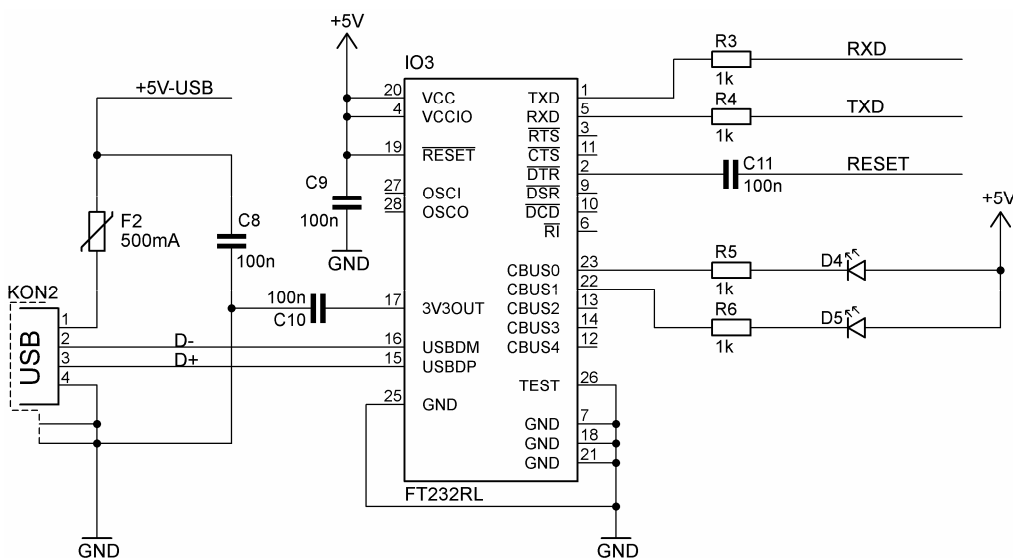 +5V
IO3
R3
RXD
1k
+5V-USB
20
VCC
TXD
1
4
VCCIO
RXD
5
R4
TXD
1k
RTS
3
19
RESET
CTS
11
C11
DTR
2
RESET
100n
C9
27
OSCI
DSR
9
28
OSCO
DCD
10
100n
RI
6
+5V
F2
500mA
C8
100n
GND
CBUS0
23
R5
D4
1k
CBUS1
22
KON2
100n
C10
17
3V3OUT
CBUS2
13
CBUS3
14
R6
D5
1k
USB
1
2
D-
16
USBDM
CBUS4
12
3
D+
15
USBDP
4
25
GND
TEST
26
GND
7
GND
18
GND
21
FT232RL
GND
GND